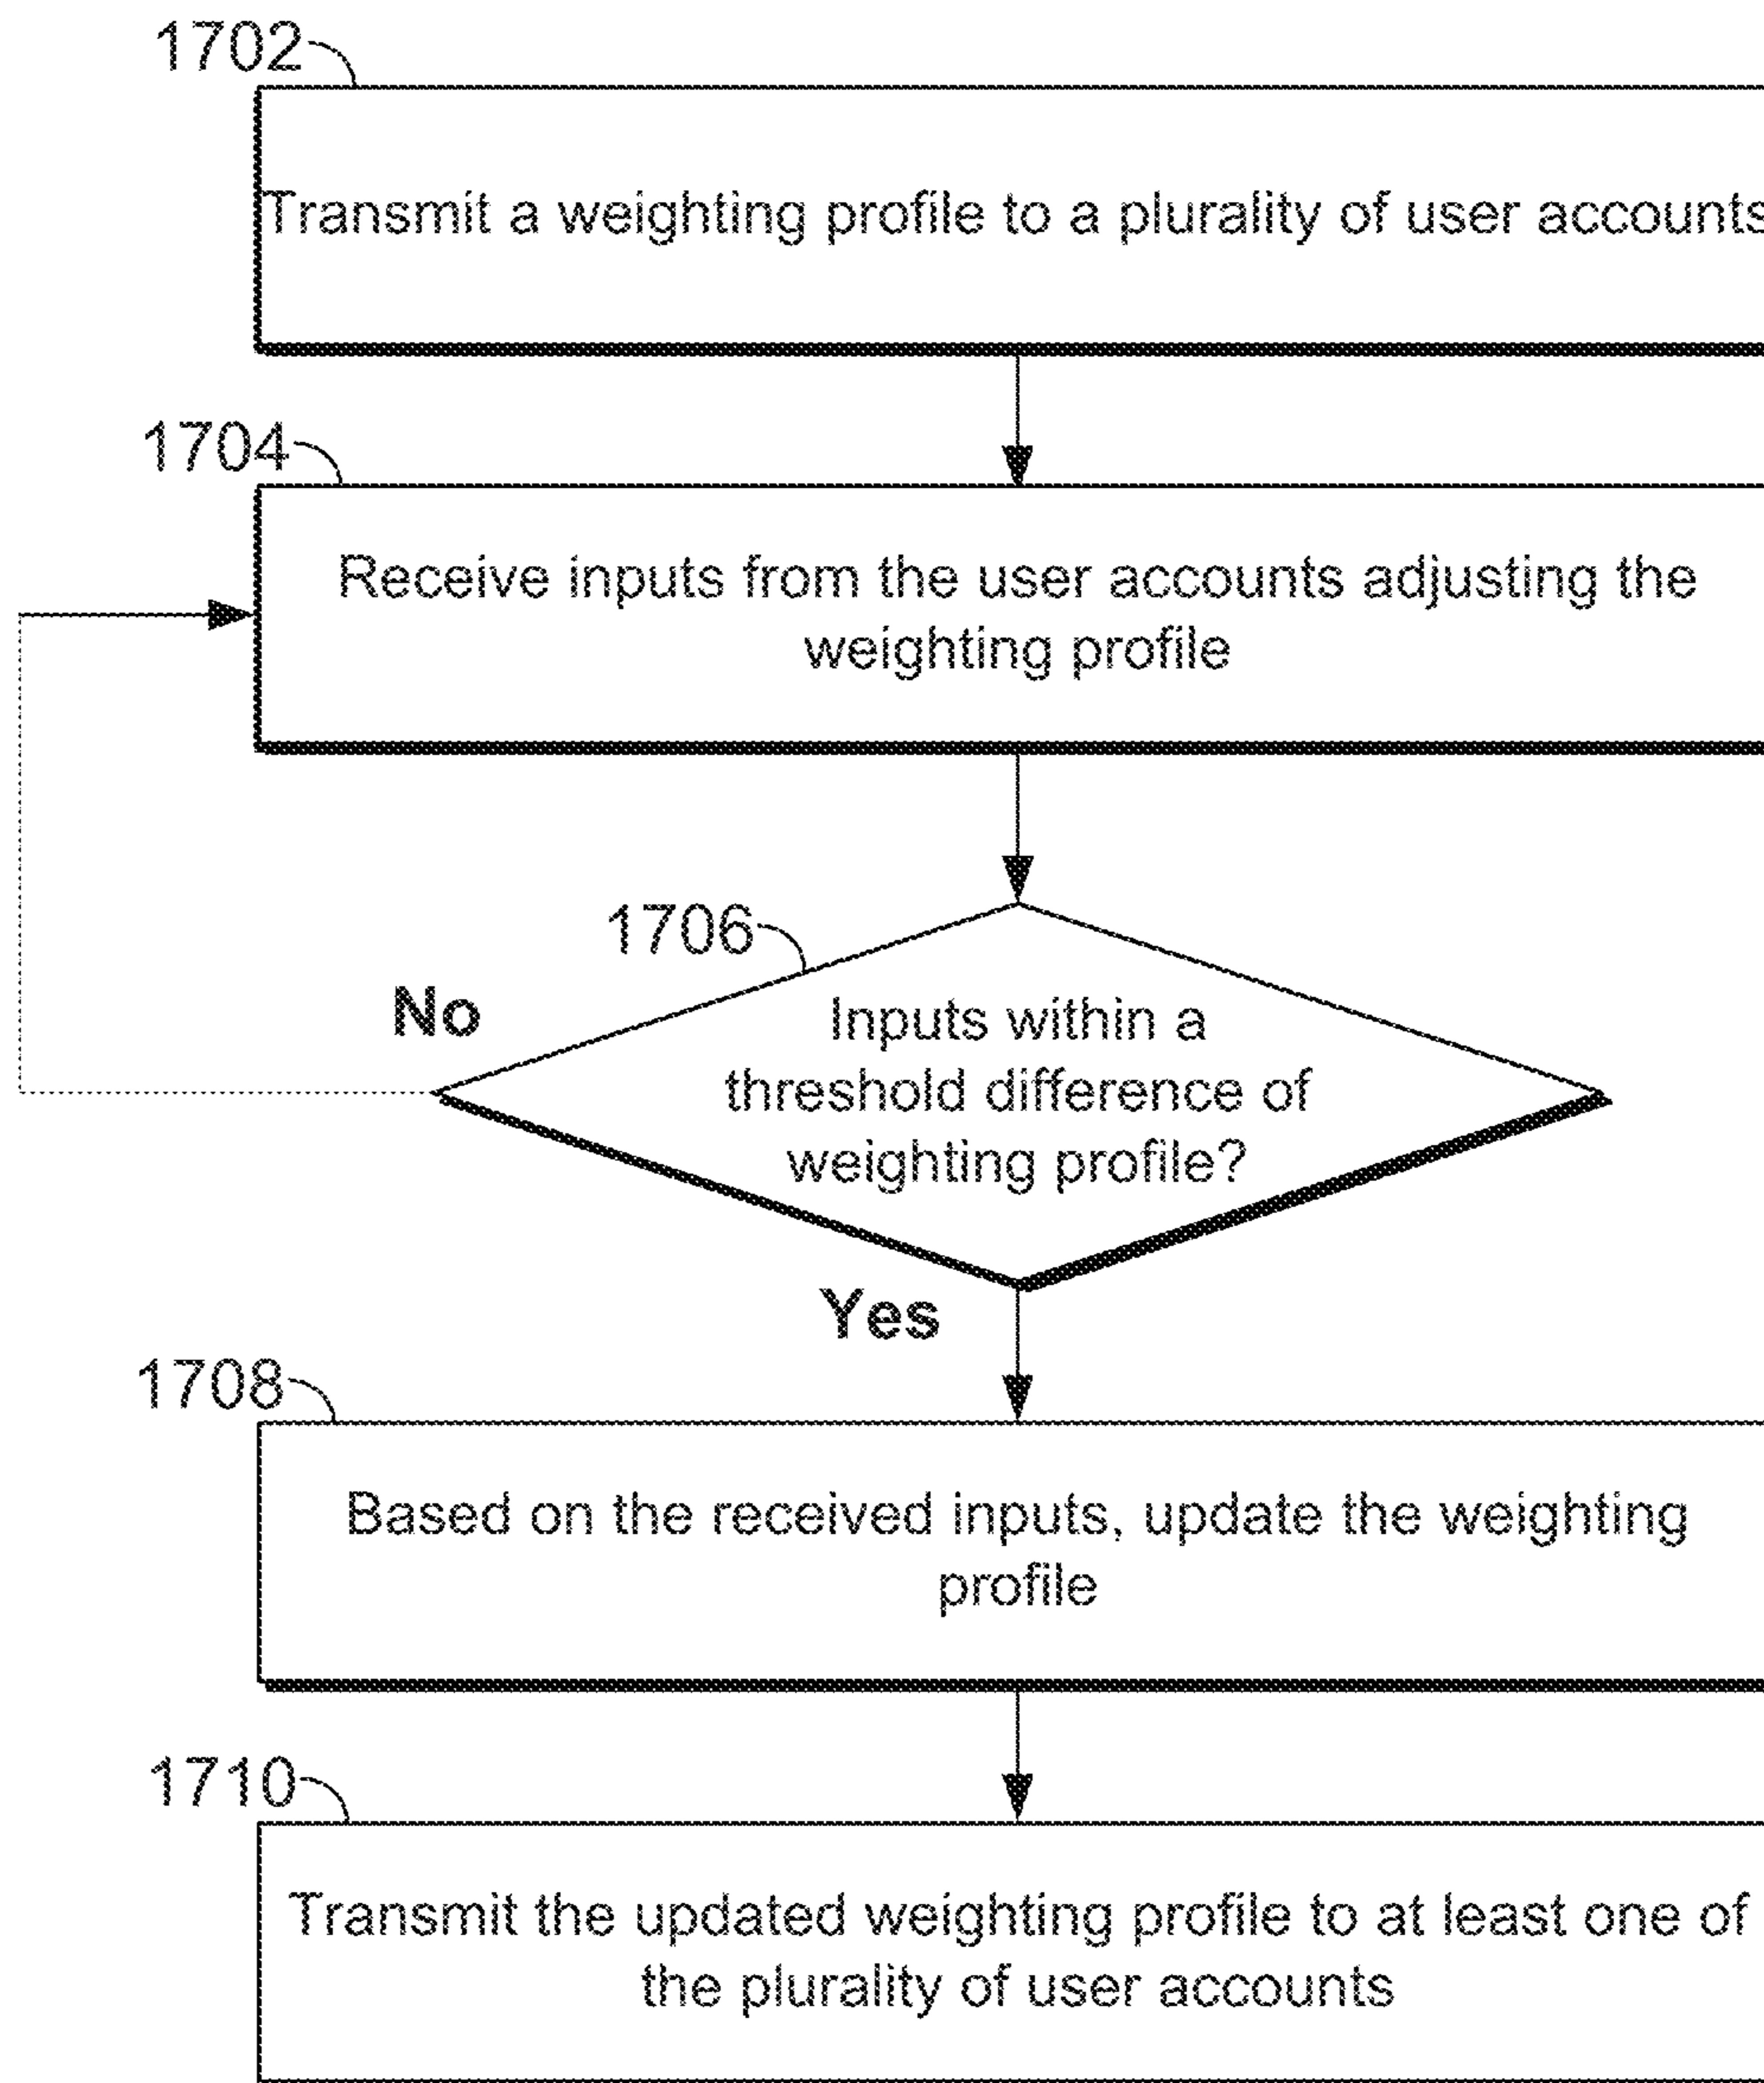 1702
Transmit a weighting profile to a plurality of user accounts
1704
Receive inputs from the user accounts adjusting the
weighting profile
1706
No
Inputs within a
threshold difference of
weighting profile?
Yes
1708
Based on the received inputs, update the weighting
profile
1710
Transmit the updated weighting profile to at least one of
the plurality of user accounts